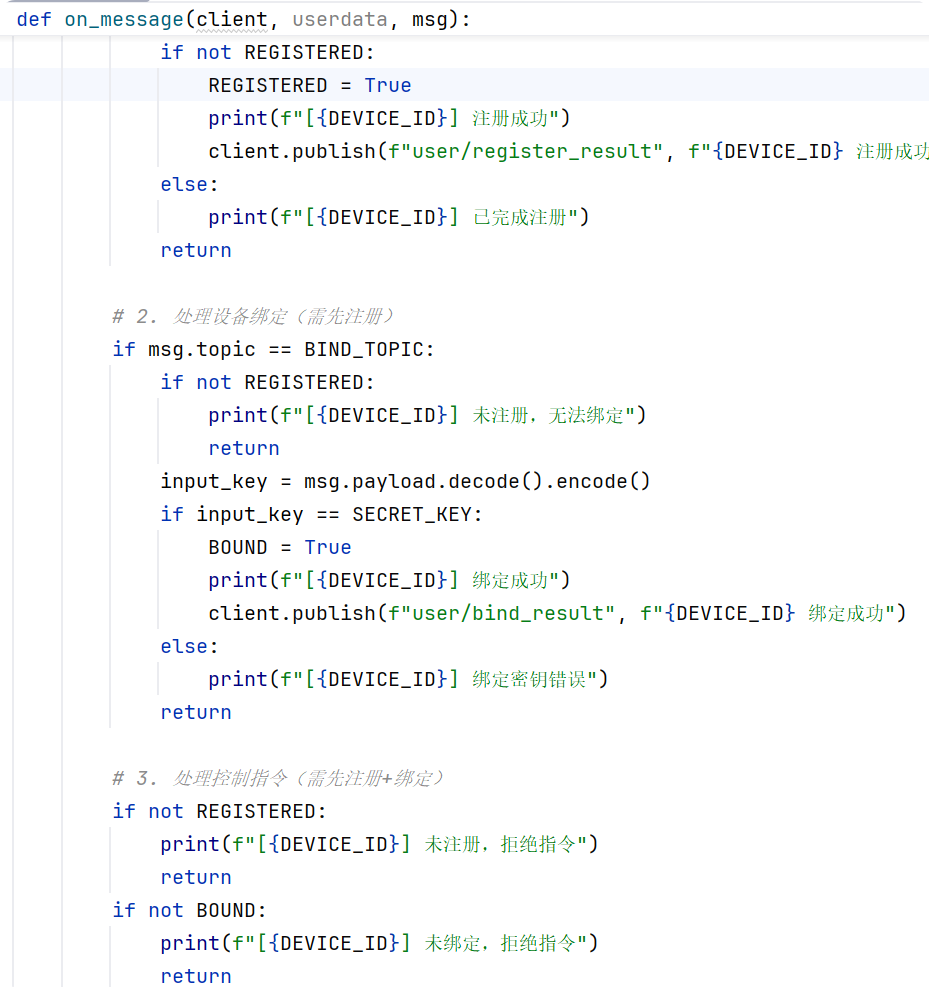 def on_message(client, userdata, msg):
if not REGISTERED:
REGISTERED = True
print(f"[{DEVICE_ID}] 注册成功")
client.publish(f"user/register_result", f"{DEVICE_ID} 注册成功
else:
print(f"[{DEVICE_ID}] 已完成注册")
return
# 2. 处理设备绑定（需先注册）
if msg.topic == BIND_TOPIC:
if not REGISTERED:
print(f"[{DEVICE_ID}] 未注册，无法绑定")
return
input_key = msg.payload.decode().encode()
if input_key == SECRET_KEY:
BOUND = True
print(f"[{DEVICE_ID}] 绑定成功")
client.publish(f"user/bind_result", f"{DEVICE_ID} 绑定成功")
else:
print(f"[{DEVICE_ID}] 绑定密钥错误")
return
# 3. 处理控制指令（需先注册+绑定）
if not REGISTERED:
print(f"[{DEVICE_ID}] 未注册，拒绝指令")
return
if not BOUND:
print(f"[{DEVICE_ID}] 未绑定，拒绝指令")
return